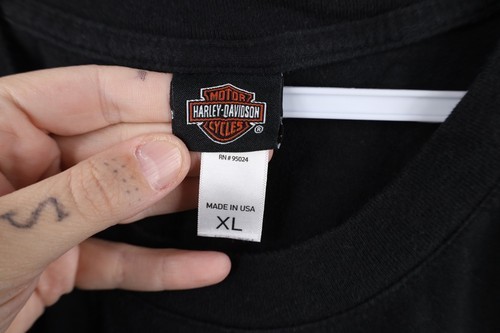 MOTOR
HARLEY-DAVIDSON
CYCLES
®
RN # 95024
MADE IN USA
XL